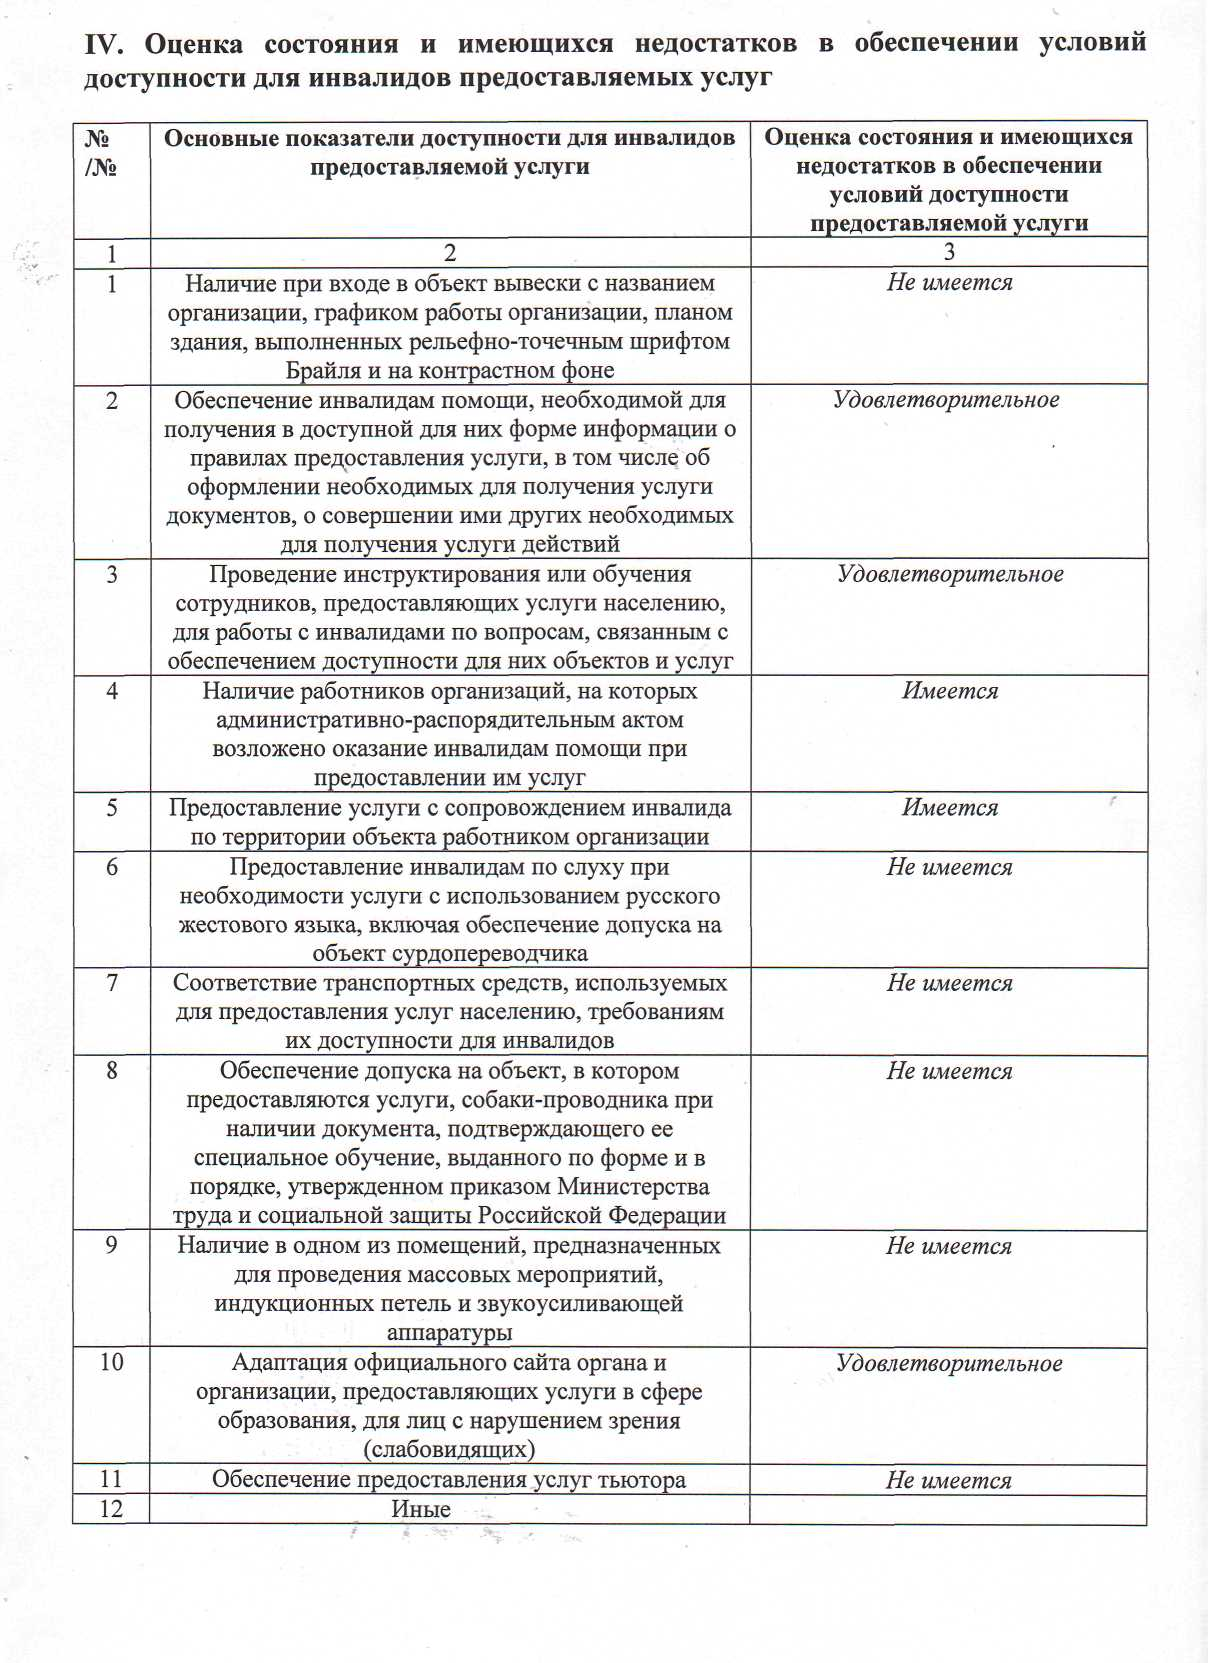 IV. Оценка состояния и имеющихся недостатков в обеспечении условий
доступности для инвалидов предоставляемых услуг
№
/№
Основные показатели доступности для инвалидов
предоставляемой услуги
Оценка состояния и имеющихся
недостатков в обеспечении
условий доступности
предоставляемой услуги
1
2
3
1
Наличие при входе в объект вывески с названием
организации, графиком работы организации, планом
здания, выполненных рельефно-точечным шрифтом
Брайля и на контрастном фоне
Не имеется
2
Обеспечение инвалидам помощи, необходимой для
получения в доступной для них форме информации о
правилах предоставления услуги, в том числе об
оформлении необходимых для получения услуги
документов, о совершении ими других необходимых
для получения услуги действий
Удовлетворительное
3
Проведение инструктирования или обучения
сотрудников, предоставляющих услуги населению,
для работы с инвалидами по вопросам, связанным с
обеспечением доступности для них объектов и услуг
Удовлетворительное
4
Наличие работников организаций, на которых
административно-распорядительным актом
возложено оказание инвалидам помощи при
предоставлении им услуг
Имеется
5
Предоставление услуги с сопровождением инвалида
по территории объекта работником организации
Имеется
6
Предоставление инвалидам по слуху при
необходимости услуги с использованием русского
жестового языка, включая обеспечение допуска на
объект сурдопереводчика
Не имеется
7
Соответствие транспортных средств, используемых
для предоставления услуг населению, требованиям
их доступности для инвалидов
Не имеется
8
Обеспечение допуска на объект, в котором
предоставляются услуги, собаки-проводника при
наличии документа, подтверждающего ее
специальное обучение, выданного по форме и в
порядке, утвержденном приказом Министерства
труда и социальной защиты Российской Федерации
Не имеется
9
Наличие в одном из помещений, предназначенных
для проведения массовых мероприятий,
индукционных петель и звукоусиливающей
аппаратуры
Не имеется
10
Адаптация официального сайта органа и
организации, предоставляющих услуги в сфере
образования, для лиц с нарушением зрения
(слабовидящих)
Удовлетворительное
11
Обеспечение предоставления услуг тьютора
Не имеется
12
Иные